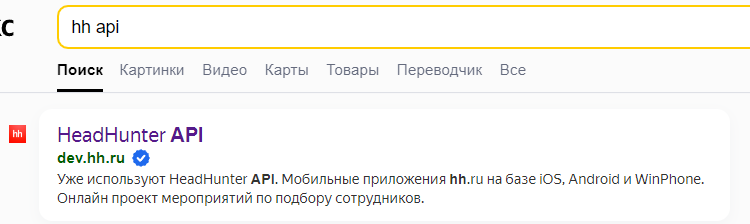 hh api
Поиск Картинки Видео Карты Товары Переводчик Все
hh
HeadHunter API
dev.hh.ru
Уже используют HeadHunter API. Мобильные приложения hh.ru на базе iOS, Android и WinPhone.
Онлайн проект мероприятий по подбору сотрудников.